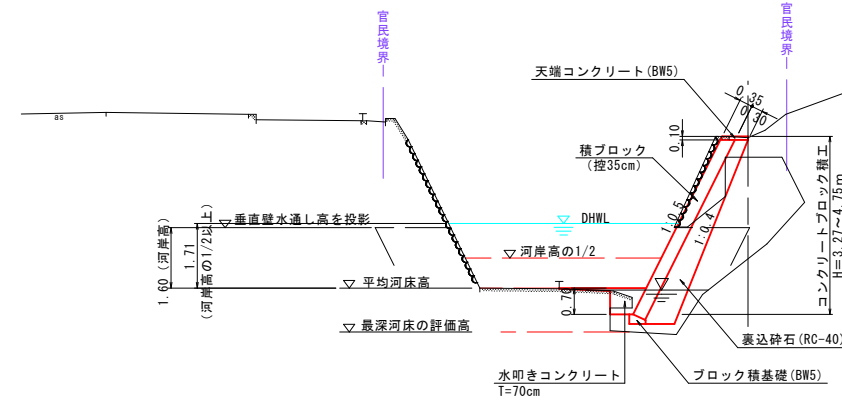 官民境界
官民境界
天端コンクリート(BW5)
0.35
0.30
0.10
as
積ブロック
(控35cm)
垂直壁水通し高を投影
DHWL
1:0.5
1:0.4
コンクリートブロック積工
H=3.27~4.75m
1.60 (河岸高)
1.71
(河岸高の1/2以上)
河岸高の1/2
平均河床高
0.70
最深河床の評価高
裏込砕石(RC-40)
水叩きコンクリート
T=70cm
ブロック積基礎(BW5)